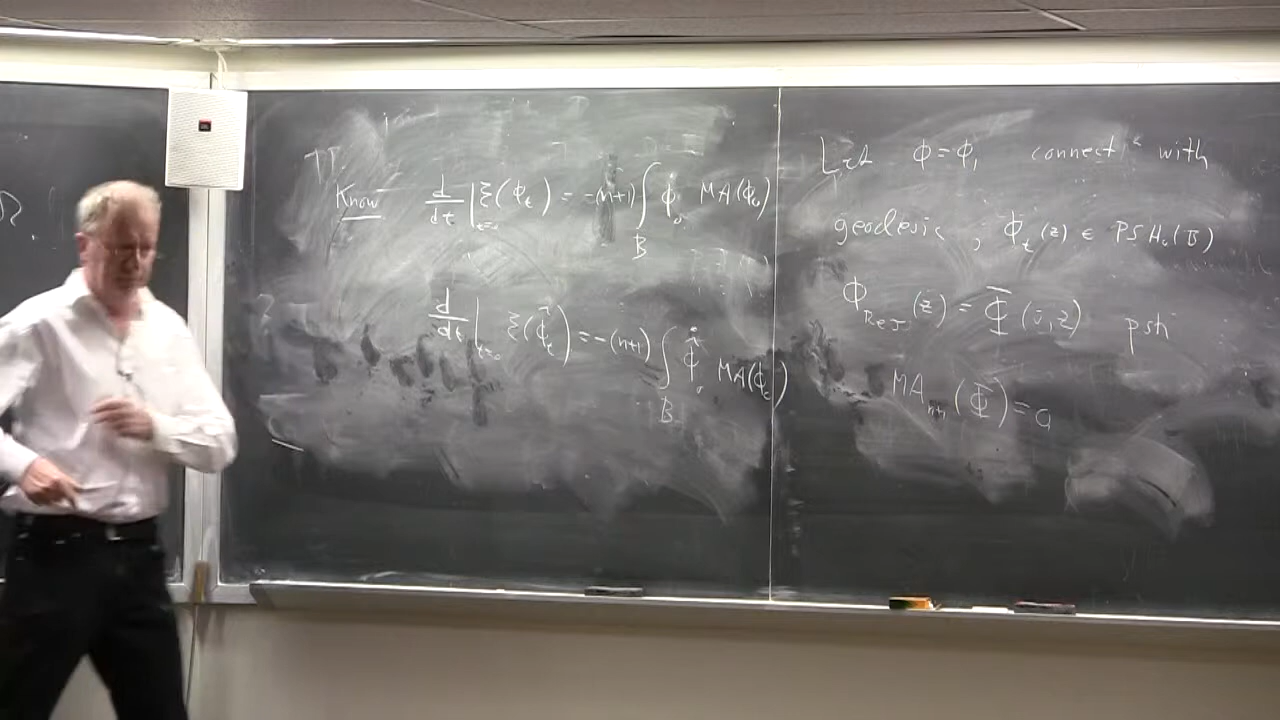 Know d/dt|_{t=0} ℰ(ϕ_t) = -(n+1) ∫_B ϕ̇_0 MA(ϕ_0)
d/dt|_{t=0} ℰ(ϕ̃_t) = -(n+1) ∫_B ϕ̃̇_0 MA(ϕ_0)
Let ϕ = ϕ_1 connect with
geodesic, ϕ_t(z) ∈ PSH_0(B)
ϕ_{Re J}(z) = Φ(J, z) psh
MA_{n+1}(Φ) = 0